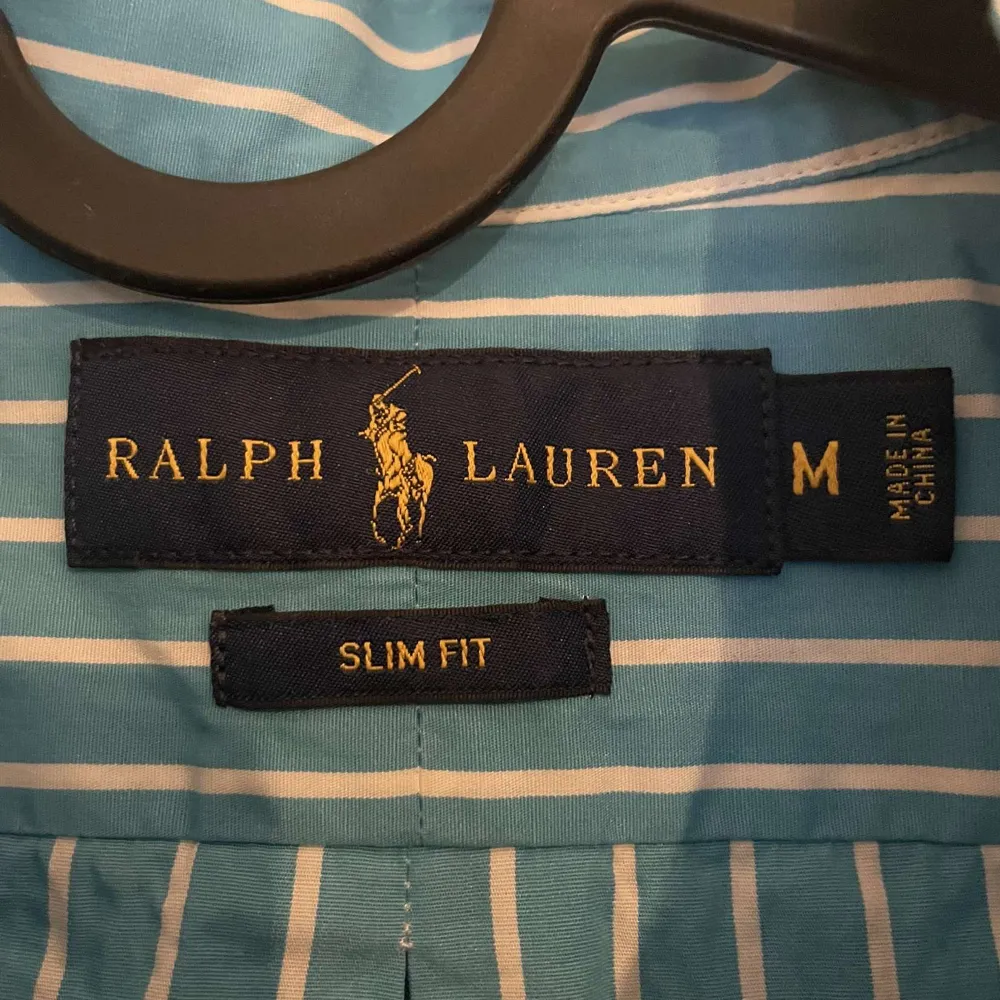 RALPH LAUREN
M
MADE IN
CHINA
SLIM FIT